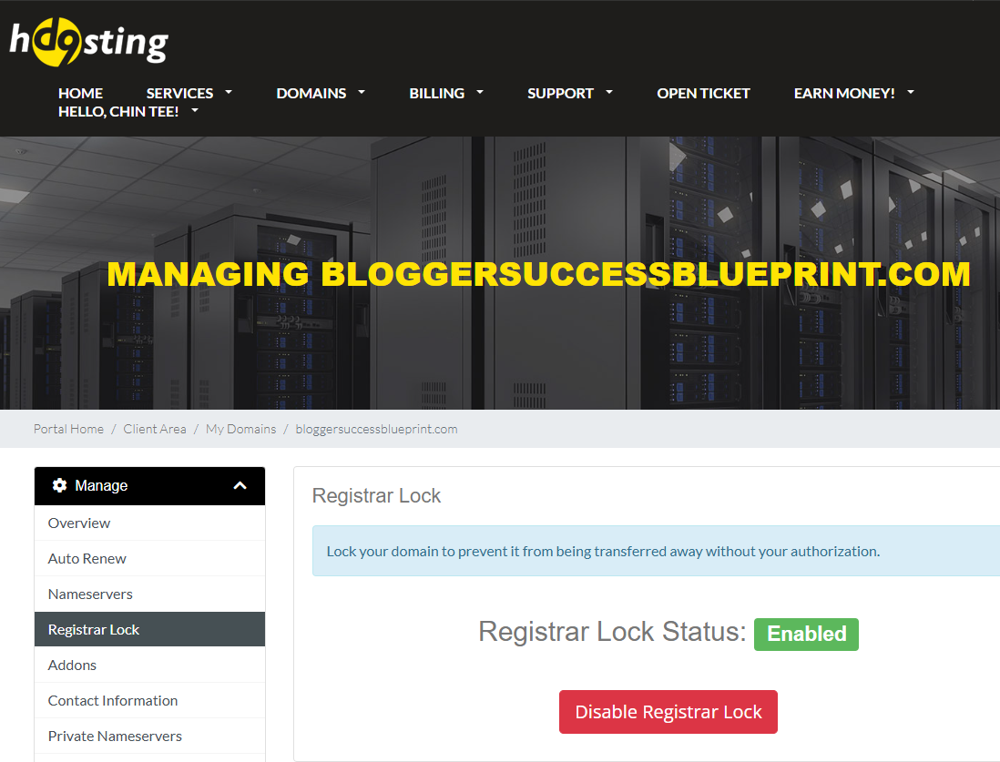 hd9sting
HOME SERVICES DOMAINS BILLING SUPPORT OPEN TICKET EARN MONEY!
HELLO, CHIN TEE!
MANAGING BLOGGERSUCCESSBLUEPRINT.COM
Portal Home / Client Area / My Domains / bloggersuccessblueprint.com
Manage
Overview
Auto Renew
Nameservers
Registrar Lock
Addons
Contact Information
Private Nameservers
Registrar Lock
Lock your domain to prevent it from being transferred away without your authorization.
Registrar Lock Status: Enabled
Disable Registrar Lock